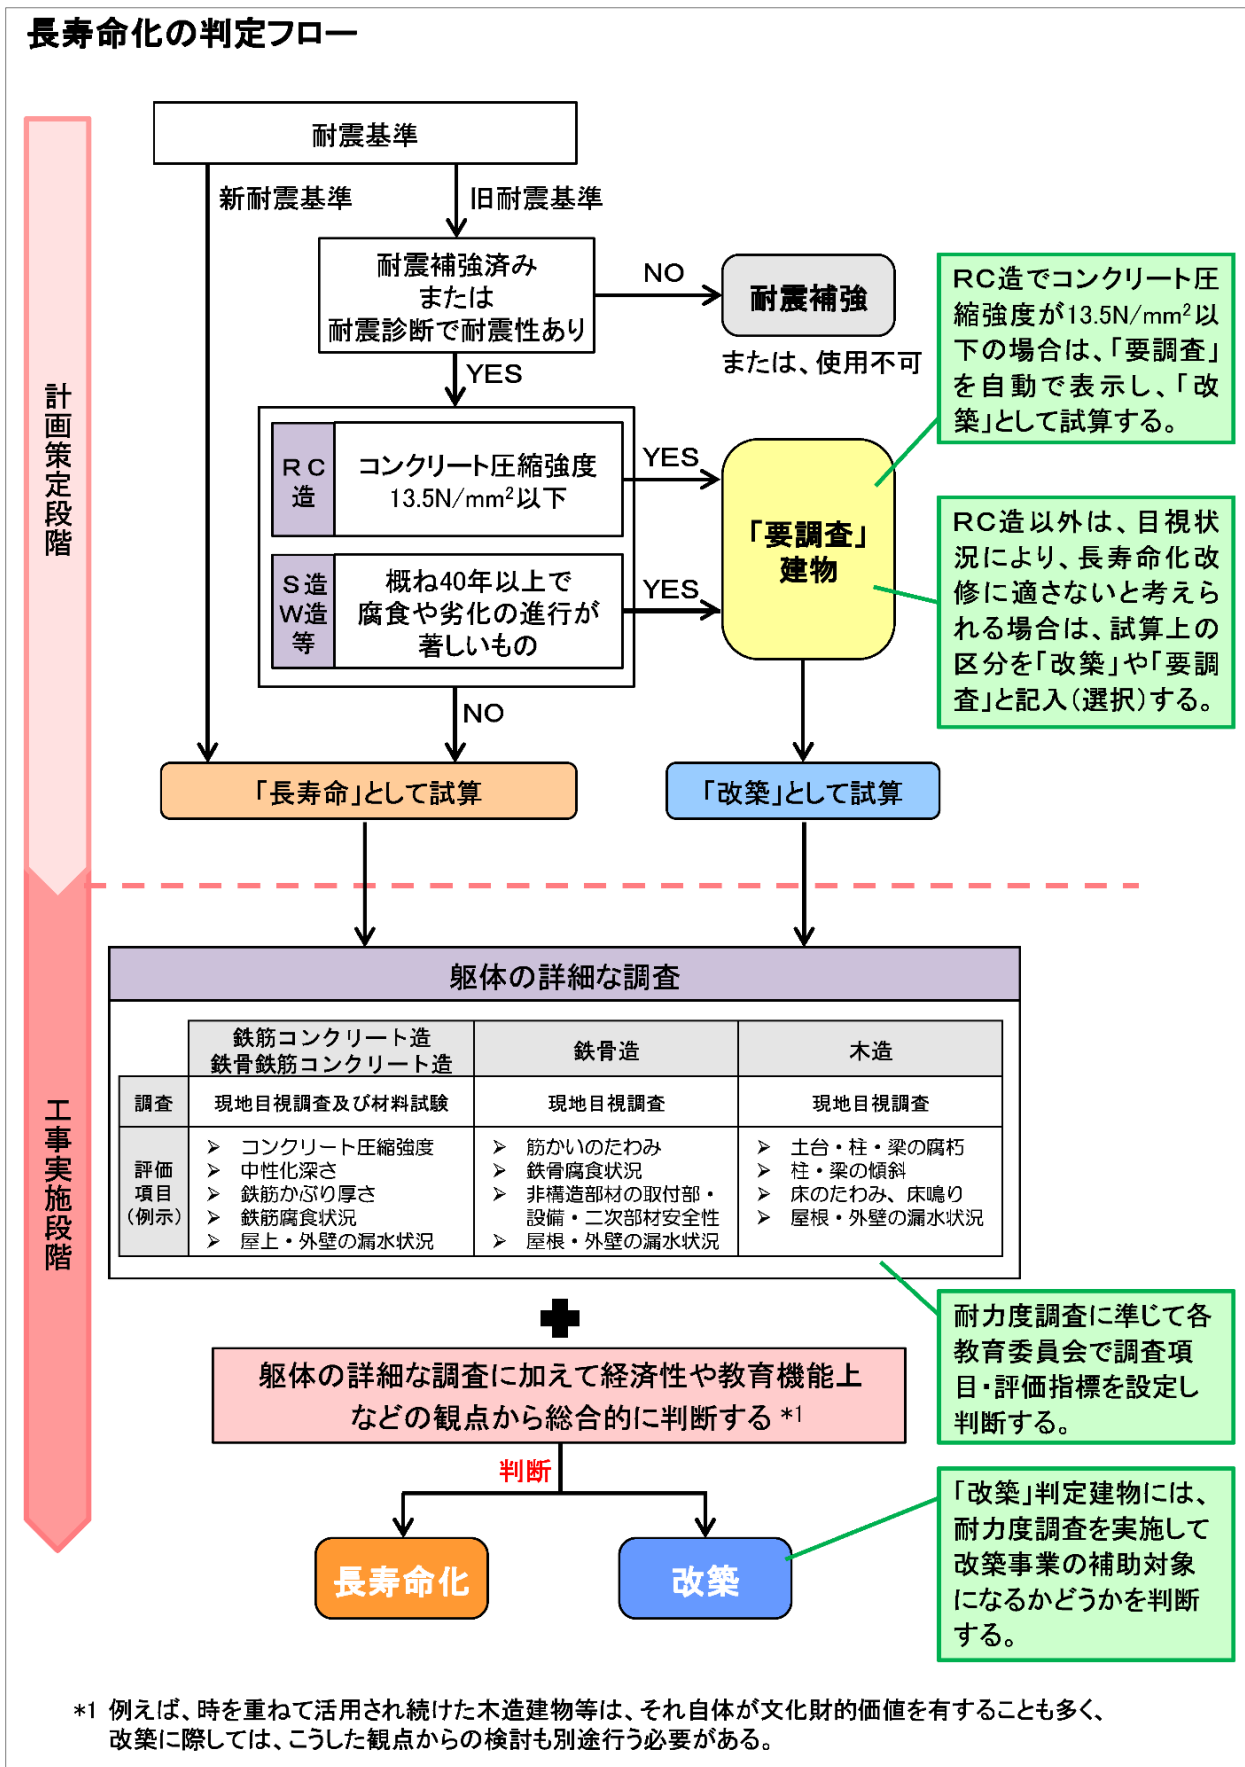 長寿命化の判定フロー
計画策定段階
耐震基準
新耐震基準
旧耐震基準
耐震補強済み
または
耐震診断で耐震性あり
NO
耐震補強
または、使用不可
YES
RC造でコンクリート圧
縮強度が13.5N/mm²以
下の場合は、「要調査」
を自動で表示し、「改
築」として試算する。
RC
造
コンクリート圧縮強度
13.5N/mm²以下
YES
S造
W造
等
概ね40年以上で
腐食や劣化の進行が
著しいもの
YES
「要調査」
建物
RC造以外は、目視状
況により、長寿命化改
修に適さないと考えら
れる場合は、試算上の
区分を「改築」や「要調
査」と記入(選択)する。
NO
「長寿命」として試算
「改築」として試算
工事実施段階
躯体の詳細な調査
鉄筋コンクリート造
鉄骨鉄筋コンクリート造
鉄骨造
木造
調査
現地目視調査及び材料試験
現地目視調査
現地目視調査
評価
項目
(例示)
➢ コンクリート圧縮強度
➢ 中性化深さ
➢ 鉄筋かぶり厚さ
➢ 鉄筋腐食状況
➢ 屋上・外壁の漏水状況
➢ 筋かいのたわみ
➢ 鉄骨腐食状況
➢ 非構造部材の取付部・
設備・二次部材安全性
➢ 屋根・外壁の漏水状況
➢ 土台・柱・梁の腐朽
➢ 柱・梁の傾斜
➢ 床のたわみ、床鳴り
➢ 屋根・外壁の漏水状況
耐力度調査に準じて各
教育委員会で調査項
目・評価指標を設定し
判断する。
躯体の詳細な調査に加えて経済性や教育機能上
などの観点から総合的に判断する *1
判断
長寿命化
改築
「改築」判定建物には、
耐力度調査を実施して
改築事業の補助対象
になるかどうかを判断
する。
*1 例えば、時を重ねて活用され続けた木造建物等は、それ自体が文化財的価値を有することも多く、
改築に際しては、こうした観点からの検討も別途行う必要がある。